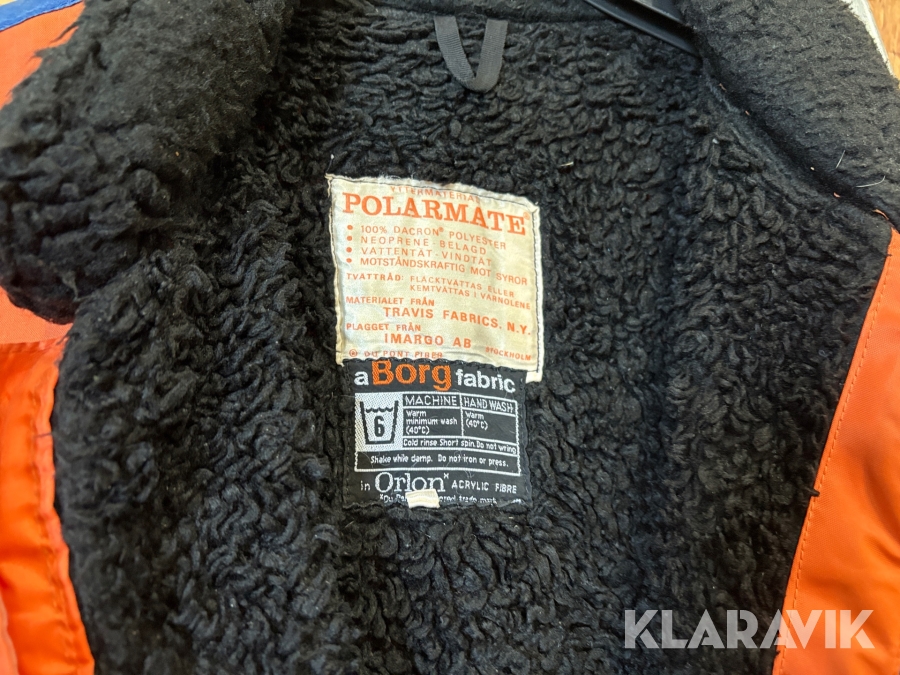 YTTERMATERIAL
POLARMATE®
• 100% DACRON® POLYESTER
• NEOPRENE-BELAGD
• VATTENTÄT-VINDTÄT
• MOTSTÅNDSKRAFTIG MOT SYROR
TVÄTTRÅD: FLÄCKTVÄTTAS ELLER
KEMTVÄTTAS I VARNOLENE
MATERIALET FRÅN
TRAVIS FABRICS. N.Y.
PLAGGET FRÅN
IMARGO AB STOCKHOLM
® DU PONT FIBER
a Borg fabric
6
MACHINE HAND WASH
Warm Warm
minimum wash (40°C)
(40°C)
Cold rinse Short spin. Do not wring
Shake while damp. Do not iron or press.
in Orlon* ACRYLIC FIBRE
*Du trade mark
KLARAVIK